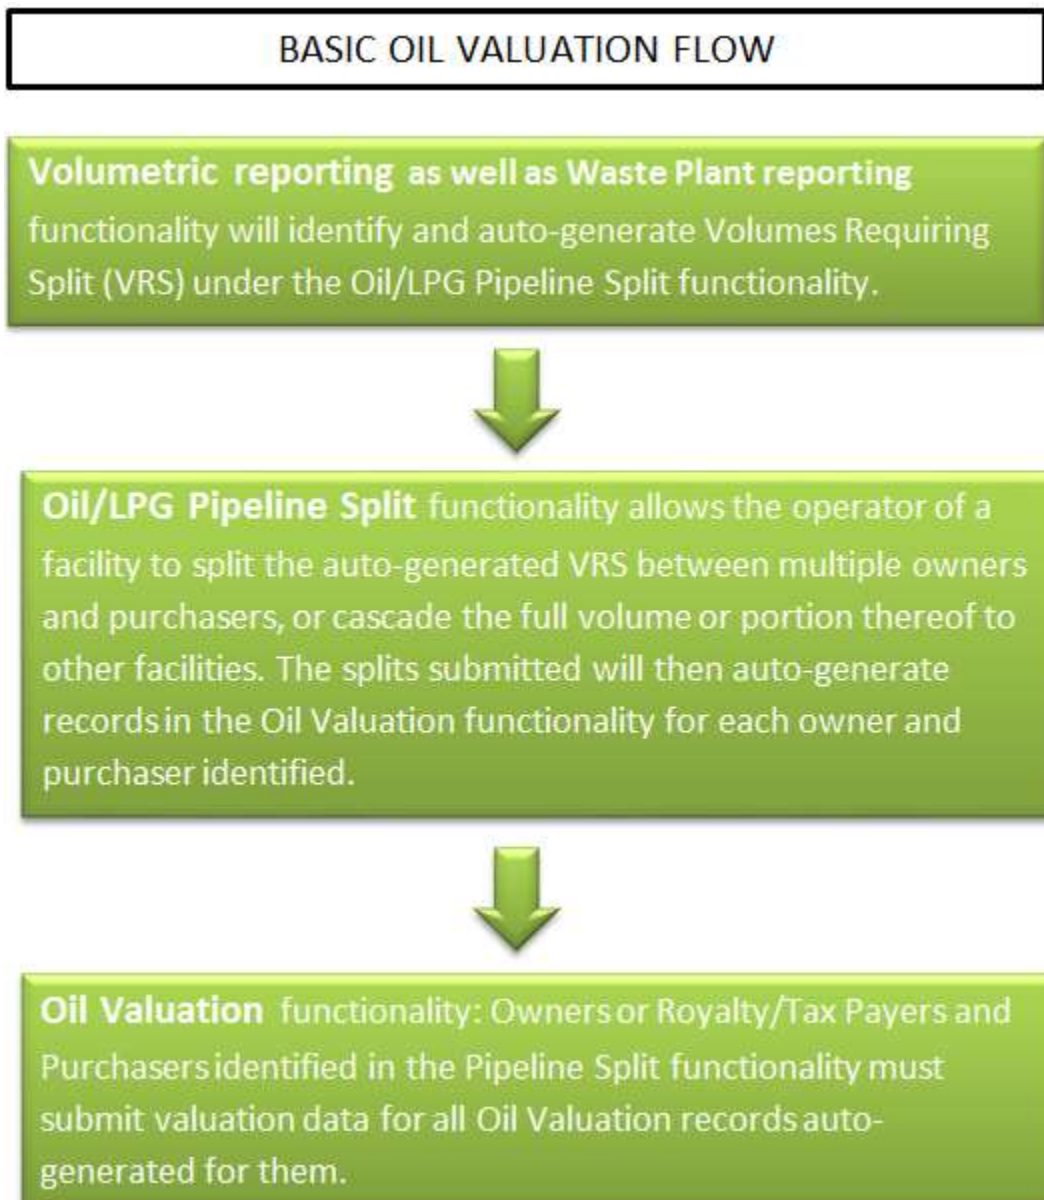 BASIC OIL VALUATION FLOW
Volumetric reporting as well as Waste Plant reporting
functionality will identify and auto-generate Volumes Requiring
Split (VRS) under the Oil/LPG Pipeline Split functionality.
Oil/LPG Pipeline Split functionality allows the operator of a
facility to split the auto-generated VRS between multiple owners
and purchasers, or cascade the full volume or portion thereof to
other facilities. The splits submitted will then auto-generate
records in the Oil Valuation functionality for each owner and
purchaser identified.
Oil Valuation functionality: Owners or Royalty/Tax Payers and
Purchasers identified in the Pipeline Split functionality must
submit valuation data for all Oil Valuation records auto-
generated for them.